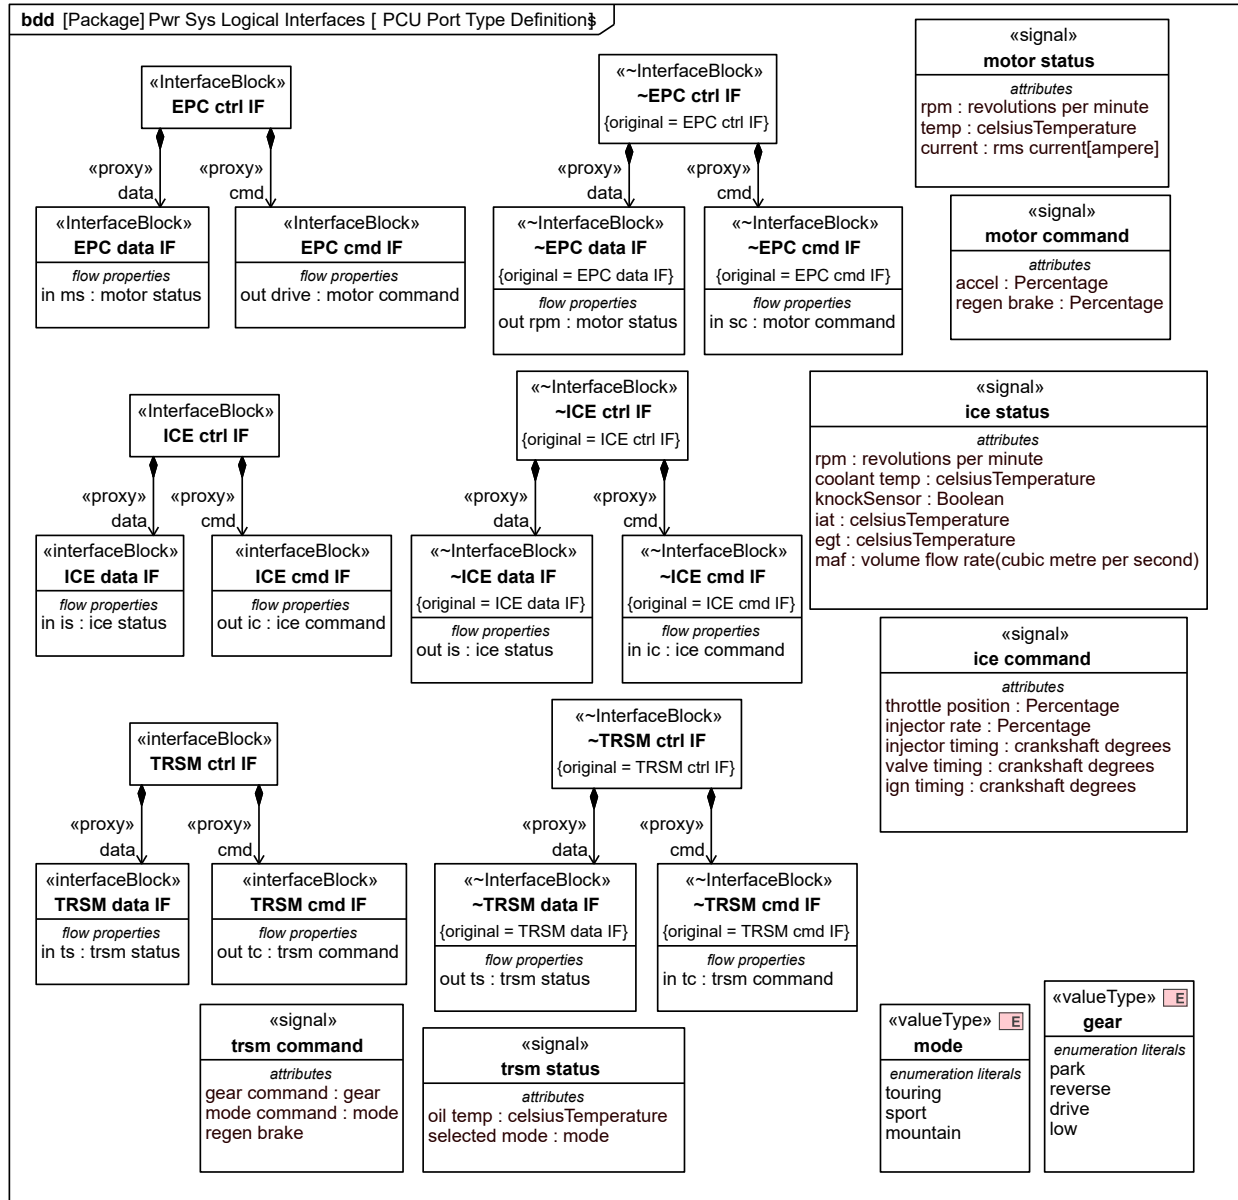 bdd [Package] Pwr Sys Logical Interfaces [ PCU Port Type Definitions]
«InterfaceBlock»
EPC ctrl IF
«proxy»
data
«proxy»
cmd
«InterfaceBlock»
EPC data IF
flow properties
in ms : motor status
«InterfaceBlock»
EPC cmd IF
flow properties
out drive : motor command
«~InterfaceBlock»
~EPC ctrl IF
{original = EPC ctrl IF}
«proxy»
data
«proxy»
cmd
«~InterfaceBlock»
~EPC data IF
{original = EPC data IF}
flow properties
out rpm : motor status
«~InterfaceBlock»
~EPC cmd IF
{original = EPC cmd IF}
flow properties
in sc : motor command
«signal»
motor status
attributes
rpm : revolutions per minute
temp : celsiusTemperature
current : rms current[ampere]
«signal»
motor command
attributes
accel : Percentage
regen brake : Percentage
«InterfaceBlock»
ICE ctrl IF
«proxy»
data
«proxy»
cmd
«interfaceBlock»
ICE data IF
flow properties
in is : ice status
«interfaceBlock»
ICE cmd IF
flow properties
out ic : ice command
«~InterfaceBlock»
~ICE ctrl IF
{original = ICE ctrl IF}
«proxy»
data
«proxy»
cmd
«~InterfaceBlock»
~ICE data IF
{original = ICE data IF}
flow properties
out is : ice status
«~InterfaceBlock»
~ICE cmd IF
{original = ICE cmd IF}
flow properties
in ic : ice command
«signal»
ice status
attributes
rpm : revolutions per minute
coolant temp : celsiusTemperature
knockSensor : Boolean
iat : celsiusTemperature
egt : celsiusTemperature
maf : volume flow rate(cubic metre per second)
«signal»
ice command
attributes
throttle position : Percentage
injector rate : Percentage
injector timing : crankshaft degrees
valve timing : crankshaft degrees
ign timing : crankshaft degrees
«interfaceBlock»
TRSM ctrl IF
«proxy»
data
«proxy»
cmd
«interfaceBlock»
TRSM data IF
flow properties
in ts : trsm status
«interfaceBlock»
TRSM cmd IF
flow properties
out tc : trsm command
«~InterfaceBlock»
~TRSM ctrl IF
{original = TRSM ctrl IF}
«proxy»
data
«proxy»
cmd
«~InterfaceBlock»
~TRSM data IF
{original = TRSM data IF}
flow properties
out ts : trsm status
«~InterfaceBlock»
~TRSM cmd IF
{original = TRSM cmd IF}
flow properties
in tc : trsm command
«signal»
trsm command
attributes
gear command : gear
mode command : mode
regen brake
«signal»
trsm status
attributes
oil temp : celsiusTemperature
selected mode : mode
«valueType» E
mode
enumeration literals
touring
sport
mountain
«valueType» E
gear
enumeration literals
park
reverse
drive
low